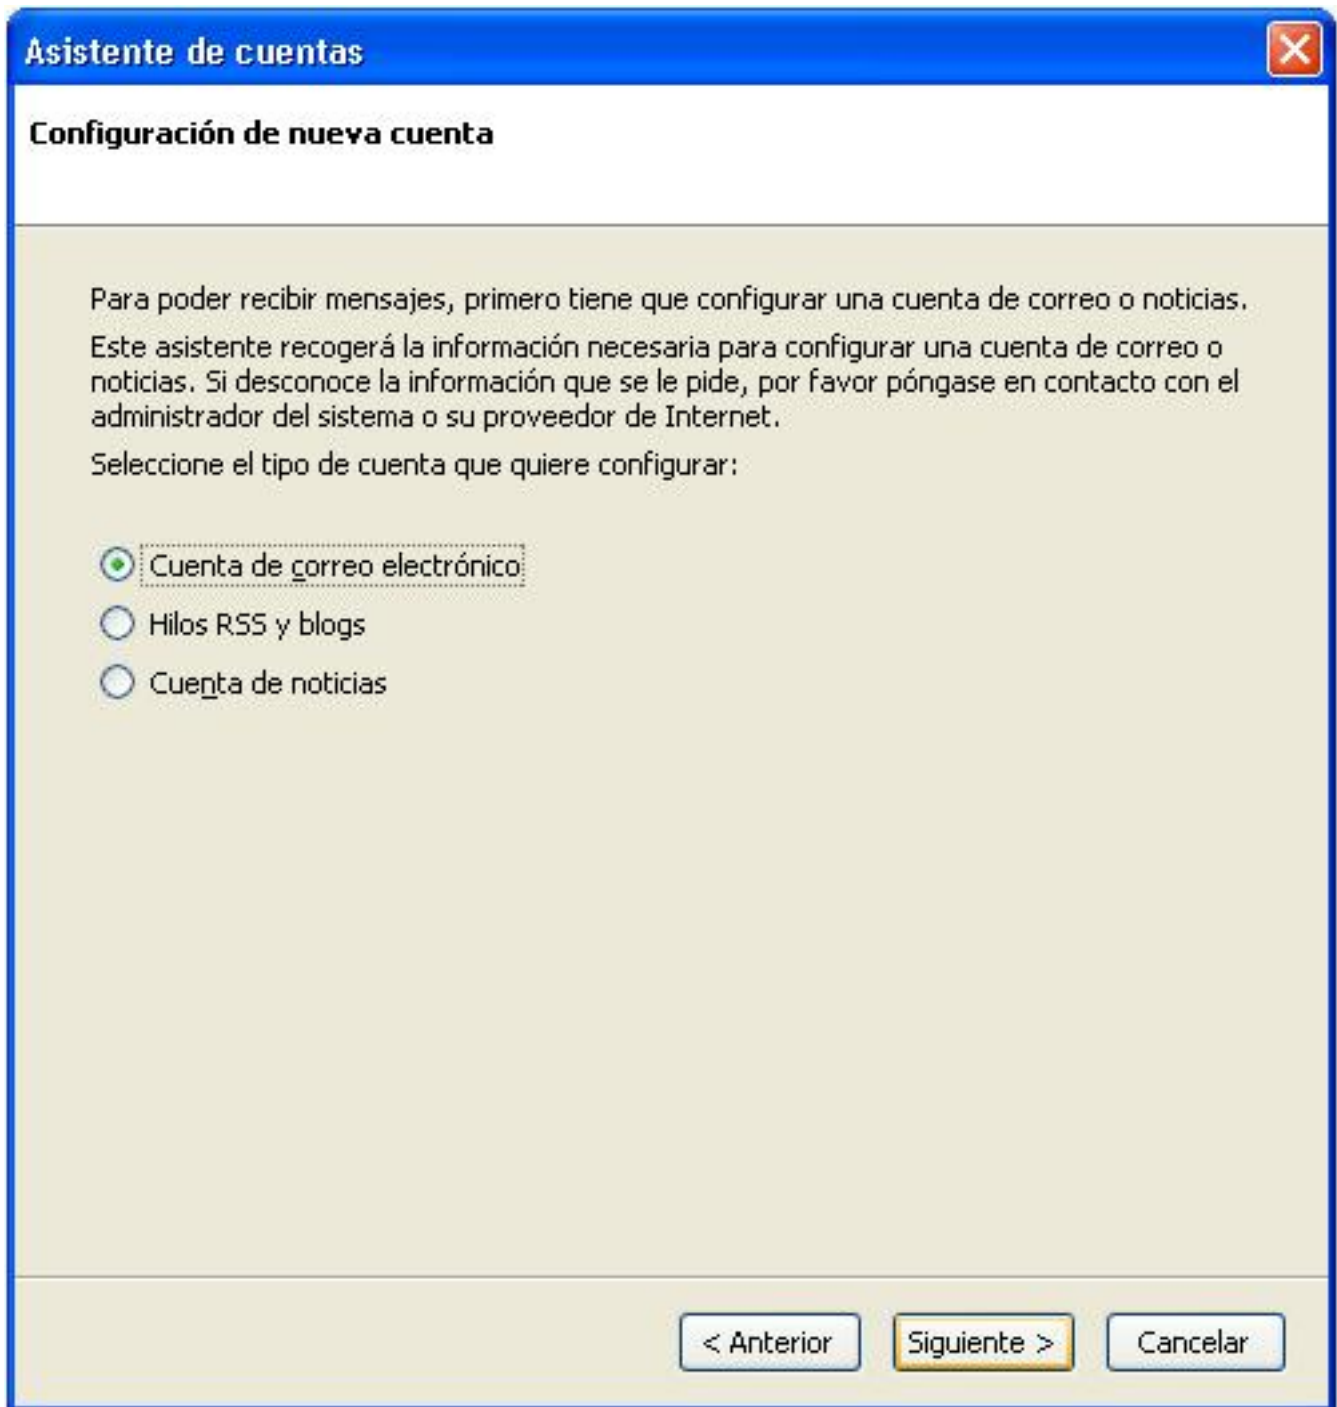 Asistente de cuentas
Configuración de nueva cuenta
Para poder recibir mensajes, primero tiene que configurar una cuenta de correo o noticias.
Este asistente recogerá la información necesaria para configurar una cuenta de correo o
noticias. Si desconoce la información que se le pide, por favor póngase en contacto con el
administrador del sistema o su proveedor de Internet.
Seleccione el tipo de cuenta que quiere configurar:
Cuenta de correo electrónico
Hilos RSS y blogs
Cuenta de noticias
< Anterior
Siguiente >
Cancelar